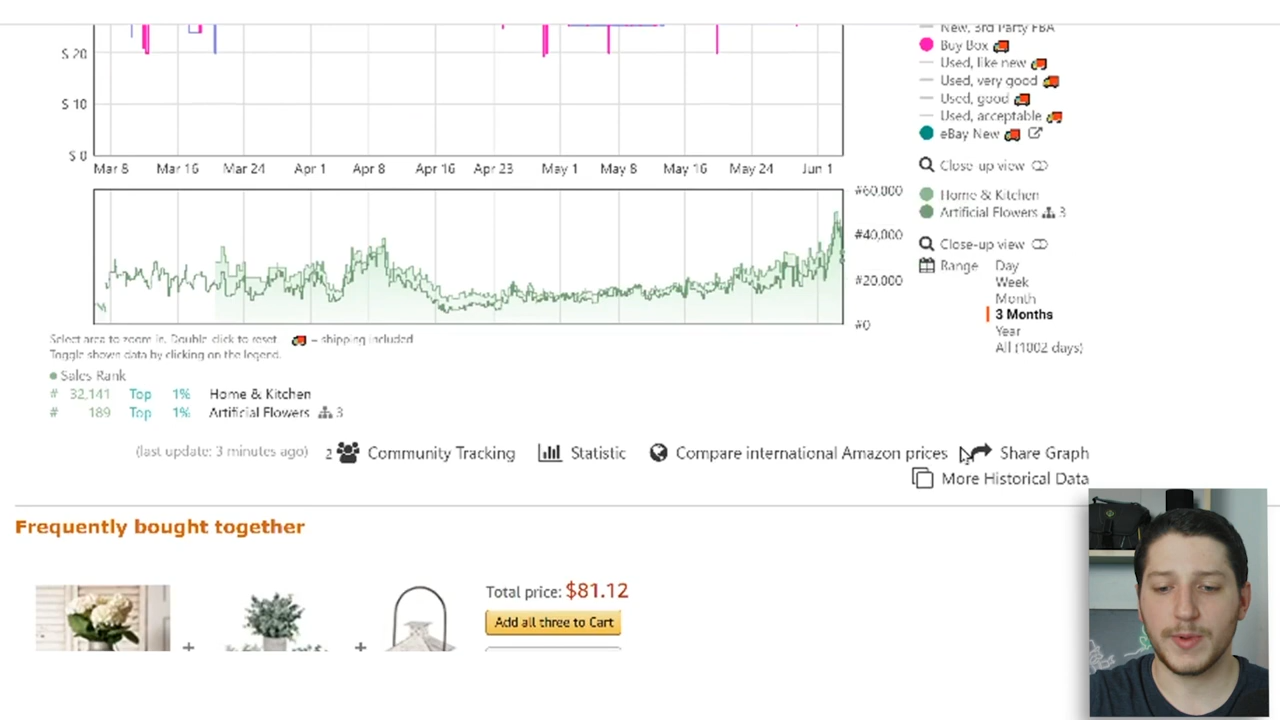 $ 20
$ 10
$ 0
Mar 8 Mar 16 Mar 24 Apr 1 Apr 8 Apr 16 Apr 23 May 1 May 8 May 16 May 24 Jun 1
New, 3rd Party FBA
Buy Box
Used, like new
Used, very good
Used, good
Used, acceptable
eBay New
Close-up view
#60,000
#40,000
#20,000
#0
Home & Kitchen
Artificial Flowers 3
Close-up view
Range Day
Week
Month
3 Months
Year
All (1002 days)
Select area to zoom in. Double-click to reset. = shipping included
Toggle shown data by clicking on the legend.
Sales Rank
# 32,141 Top 1% Home & Kitchen
# 189 Top 1% Artificial Flowers 3
(last update: 3 minutes ago) 2 Community Tracking Statistic Compare international Amazon prices Share Graph
More Historical Data
Frequently bought together
Total price: $81.12
Add all three to Cart